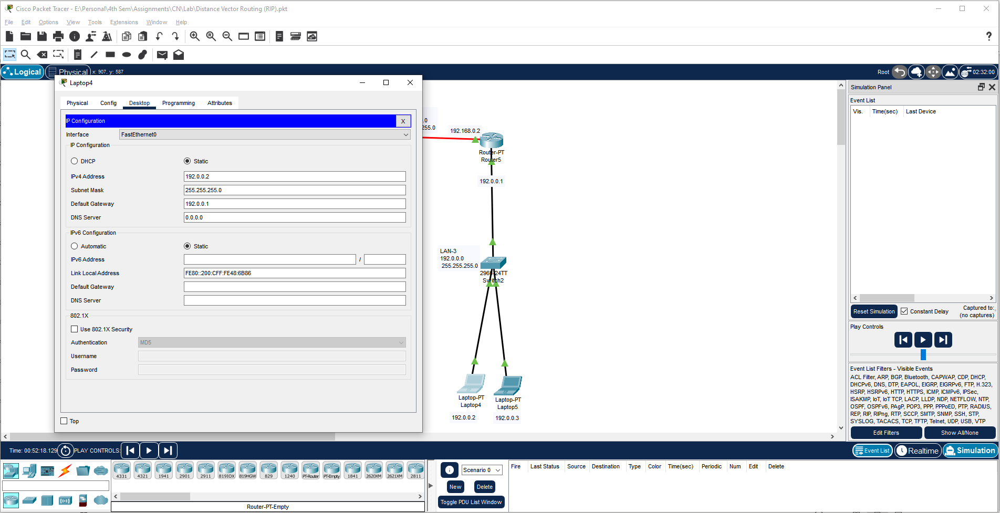 Cisco Packet Tracer - E:\Personal\4th Sem\Assignments\CN\Lab\Distance Vector Routing (RIP).pkt
File Edit Options View Tools Extensions Window Help
?
Logical Physical x: 907, y: 587
Root 02:32:00
Laptop4
Physical Config Desktop Programming Attributes
IP Configuration X
Interface FastEthernet0
IP Configuration
DHCP Static
IPv4 Address 192.0.0.2
Subnet Mask 255.255.255.0
Default Gateway 192.0.0.1
DNS Server 0.0.0.0
IPv6 Configuration
Automatic Static
IPv6 Address /
Link Local Address FE80::200:CFF:FE48:6B86
Default Gateway
DNS Server
802.1X
Use 802.1X Security
Authentication MD5
Username
Password
Top
.0
255.0
192.168.0.2
Router-PT
Router5
192.0.0.1
LAN-3
192.0.0.0
255.255.255.0
2960-24TT
Switch2
Laptop-PT
Laptop4
192.0.0.2
Laptop-PT
Laptop5
192.0.0.3
Simulation Panel
Event List
Vis. Time(sec) Last Device
Reset Simulation Constant Delay Captured to:
(no captures)
Play Controls
Event List Filters - Visible Events
ACL Filter, ARP, BGP, Bluetooth, CAPWAP, CDP, DHCP,
DHCPv6, DNS, DTP, EAPOL, EIGRP, EIGRPv6, FTP, H.323,
HSRP, HSRPv6, HTTP, HTTPS, ICMP, ICMPv6, IPSec,
ISAKMP, IoT, IoT TCP, LACP, LLDP, NDP, NETFLOW, NTP,
OSPF, OSPFv6, PAgP, POP3, PPP, PPPoED, PTP, RADIUS,
REP, RIP, RIPng, RTP, SCCP, SMTP, SNMP, SSH, STP,
SYSLOG, TACACS, TCP, TFTP, Telnet, UDP, USB, VTP
Edit Filters Show All/None
Time: 00:52:18.129 PLAY CONTROLS:
Event List Realtime Simulation
4331 4321 1941 2901 2911 819IOX 819HGW 829 1240 PT-Router PT-Empty 1841 2620XM 2621XM 2811
Router-PT-Empty
Scenario 0
New Delete
Toggle PDU List Window
Fire Last Status Source Destination Type Color Time(sec) Periodic Num Edit Delete